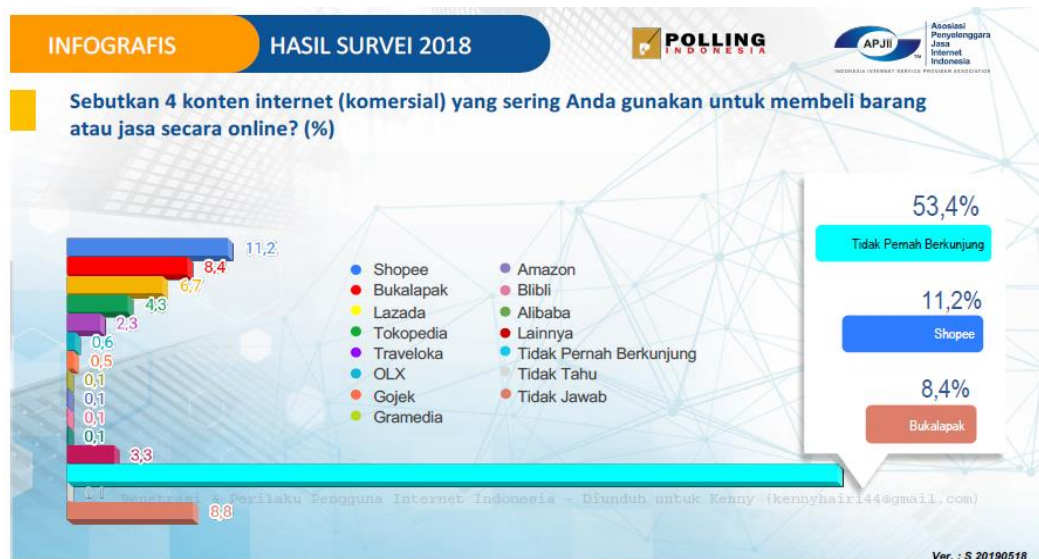 INFOGRAFIS
HASIL SURVEI 2018
POLLING
INDONESIA
APJII
TM
Asosiasi
Penyelenggara
Jasa
Internet
Indonesia
INDONESIA INTERNET SERVICE PROVIDER ASSOCIATION
Sebutkan 4 konten internet (komersial) yang sering Anda gunakan untuk membeli barang
atau jasa secara online? (%)
11,2
8,4
6,7
4,3
2,3
0,6
0,5
0,1
0,1
0,1
0,1
3,3
8,8
Shopee
Bukalapak
Lazada
Tokopedia
Traveloka
OLX
Gojek
Gramedia
Amazon
Blibli
Alibaba
Lainnya
Tidak Pernah Berkunjung
Tidak Tahu
Tidak Jawab
53,4%
Tidak Pernah Berkunjung
11,2%
Shopee
8,4%
Bukalapak
Penetrasi & Perilaku Pengguna Internet Indonesia - Diunduh untuk Kenny (kennyhairi44@gmail.com)
Ver. : S 20190518